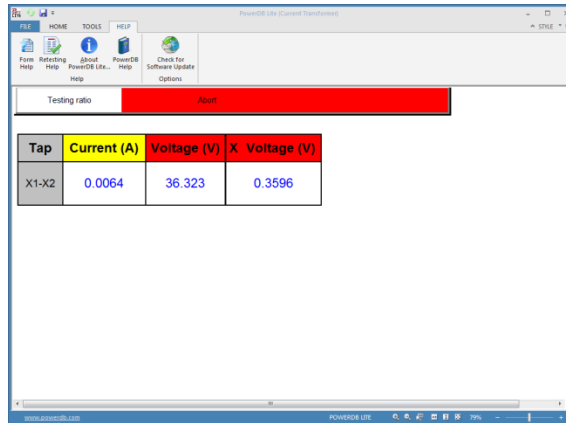 PowerDB Lite (Current Transformer)
FILE HOME TOOLS HELP
STYLE
Form Help
Retesting Help
About PowerDB Lite...
PowerDB Help
Check for Software Update
Help
Options
Testing ratio Abort
Tap Current (A) Voltage (V) X Voltage (V)
X1-X2 0.0064 36.323 0.3596
www.powerdb.com POWERDB LITE 79%